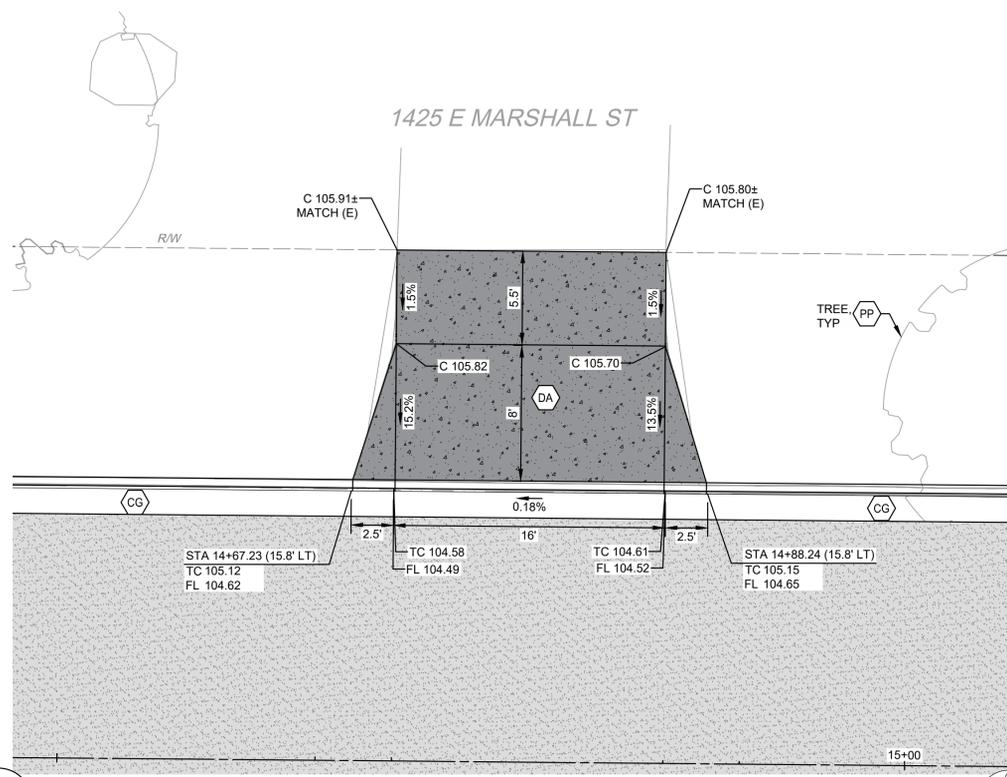 1425 E MARSHALL ST
C 105.91±
MATCH (E)
C 105.80±
MATCH (E)
R/W
1.5%
5.5'
1.5%
TREE,
TYP
PP
C 105.82
C 105.70
15.2%
8'
DA
13.5%
CG
0.18%
CG
2.5'
16'
2.5'
STA 14+67.23 (15.8' LT)
TC 105.12
FL 104.62
TC 104.58
FL 104.49
TC 104.61
FL 104.52
STA 14+88.24 (15.8' LT)
TC 105.15
FL 104.65
15+00